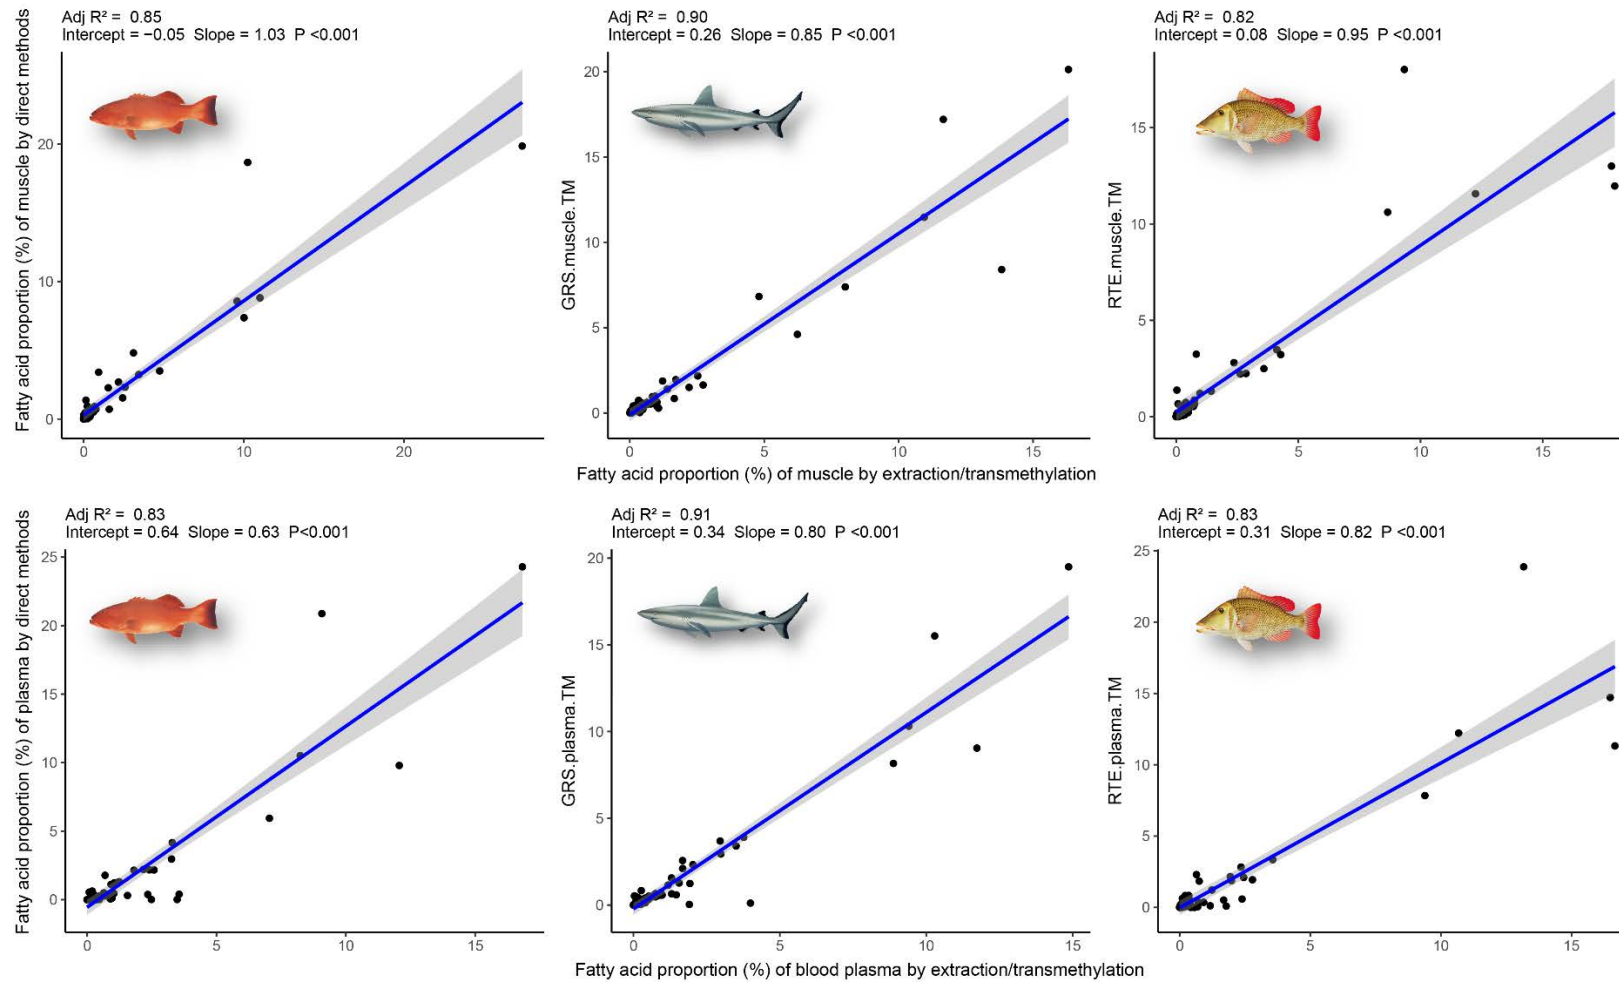 Adj R² = 0.85
Intercept = −0.05 Slope = 1.03 P <0.001
Fatty acid proportion (%) of muscle by direct methods
20
10
0
0 10 20
Adj R² = 0.90
Intercept = 0.26 Slope = 0.85 P <0.001
GRS.muscle.TM
20
15
10
5
0
0 5 10 15
Adj R² = 0.82
Intercept = 0.08 Slope = 0.95 P <0.001
RTE.muscle.TM
15
10
5
0
0 5 10 15
Fatty acid proportion (%) of muscle by extraction/transmethylation
Adj R² = 0.83
Intercept = 0.64 Slope = 0.63 P<0.001
Fatty acid proportion (%) of plasma by direct methods
25
20
15
10
5
0
0 5 10 15
Adj R² = 0.91
Intercept = 0.34 Slope = 0.80 P <0.001
GRS.plasma.TM
20
15
10
5
0
0 5 10 15
Adj R² = 0.83
Intercept = 0.31 Slope = 0.82 P <0.001
RTE.plasma.TM
25
20
15
10
5
0
0 5 10 15
Fatty acid proportion (%) of blood plasma by extraction/transmethylation